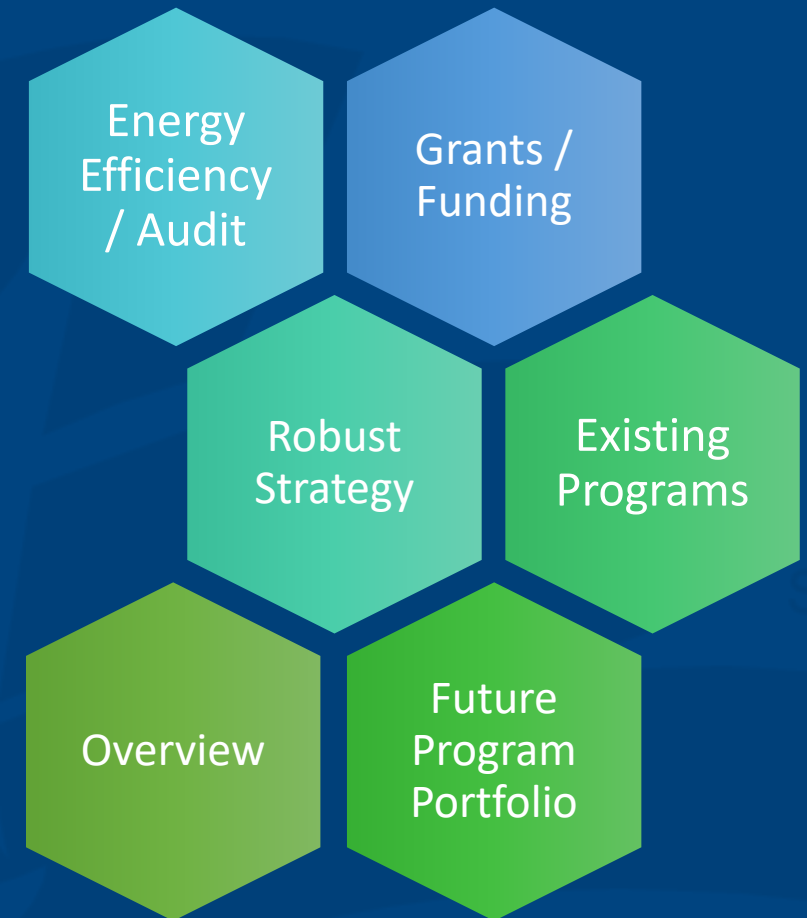 Energy
Efficiency
/ Audit
Grants /
Funding
Robust
Strategy
Existing
Programs
Overview
Future
Program
Portfolio